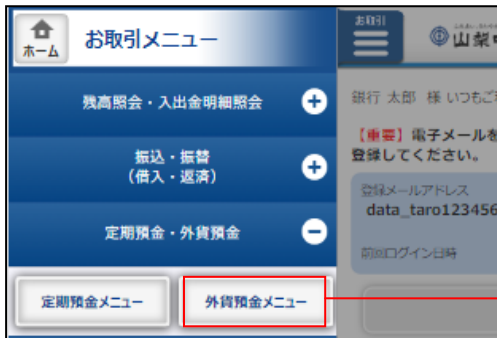 ホーム
お取引メニュー
残高照会・入出金明細照会
振込・振替
(借入・返済)
定期預金・外貨預金
定期預金メニュー
外貨預金メニュー
お取引
山梨
銀行 太郎 様 いつもご
【重要】電子メールを
登録してください。
登録メールアドレス
data_taro123456
前回ログイン日時